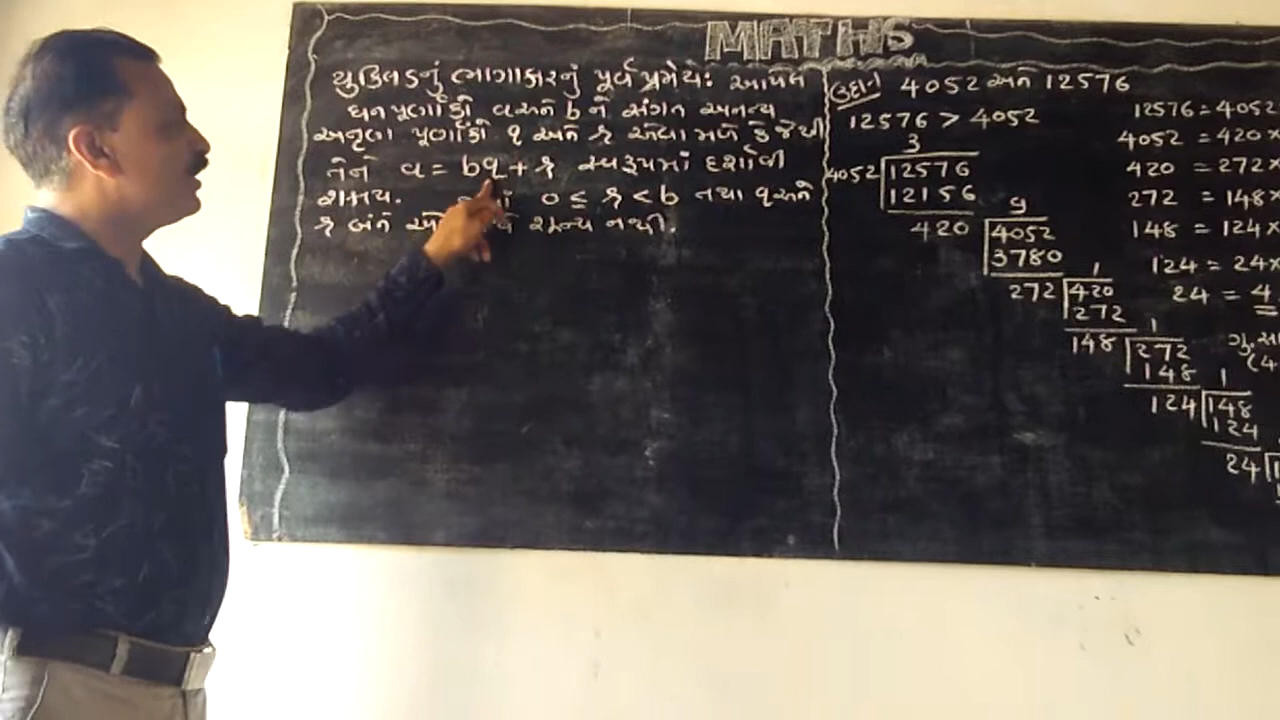 MATHS
યુક્લિડનું ભાગાકારનું પૂર્વ પ્રમેય: આપેલ
ધન પૂર્ણાંકો a અને b ને સંગત અનન્ય
અનૃણ પૂર્ણાંકો q અને r એવા મળે કે જેથી
તેને a = bq + r સ્વરૂપમાં દર્શાવી
શકાય. 0 ≤ r < b તથા q અને
r બંને શૂન્ય નથી.
ઉદા 4052 અને 12576
12576 > 4052
3
4052 12576
12156
9
420 4052
3780
1
272 420
272
1
148 272
148
1
124 148
124
24
12576 = 4052
4052 = 420×
420 = 272×
272 = 148×
148 = 124×
124 = 24×
24 = 4
ગુ.અ
(4